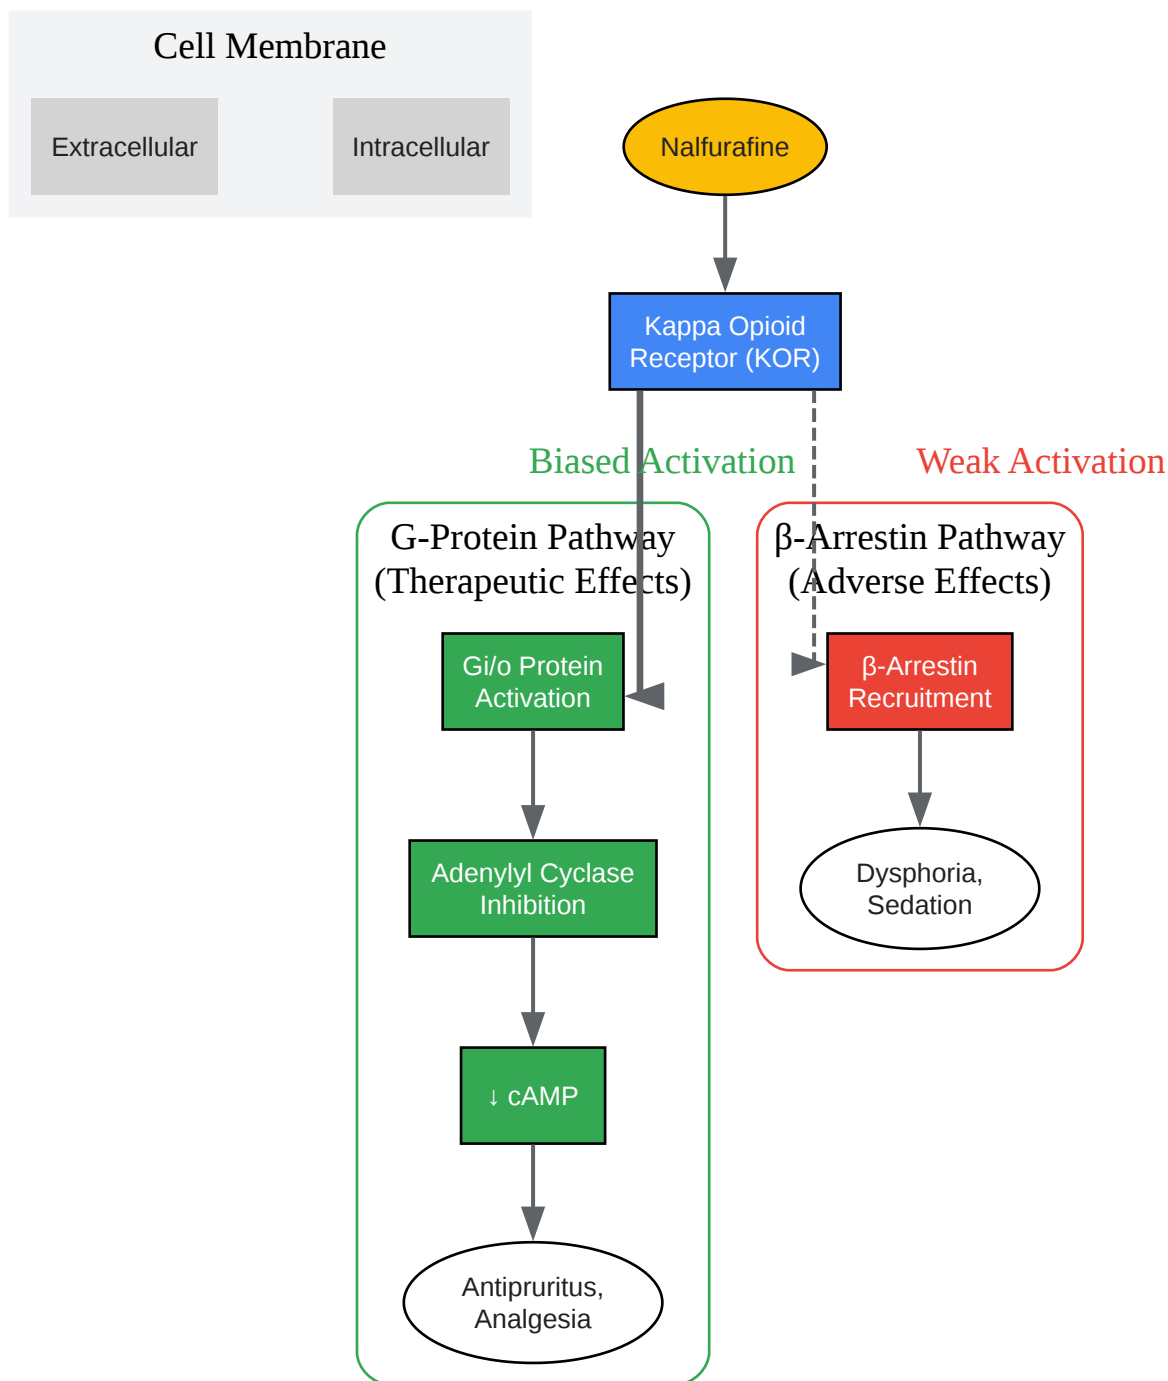 Cell Membrane
Extracellular
Intracellular
Nalfurafine
Kappa Opioid
Receptor (KOR)
Biased Activation
Weak Activation
G-Protein Pathway
(Therapeutic Effects)
β-Arrestin Pathway
(Adverse Effects)
Gi/o Protein
Activation
β-Arrestin
Recruitment
Adenylyl Cyclase
Inhibition
Dysphoria,
Sedation
↓ cAMP
Antipruritus,
Analgesia